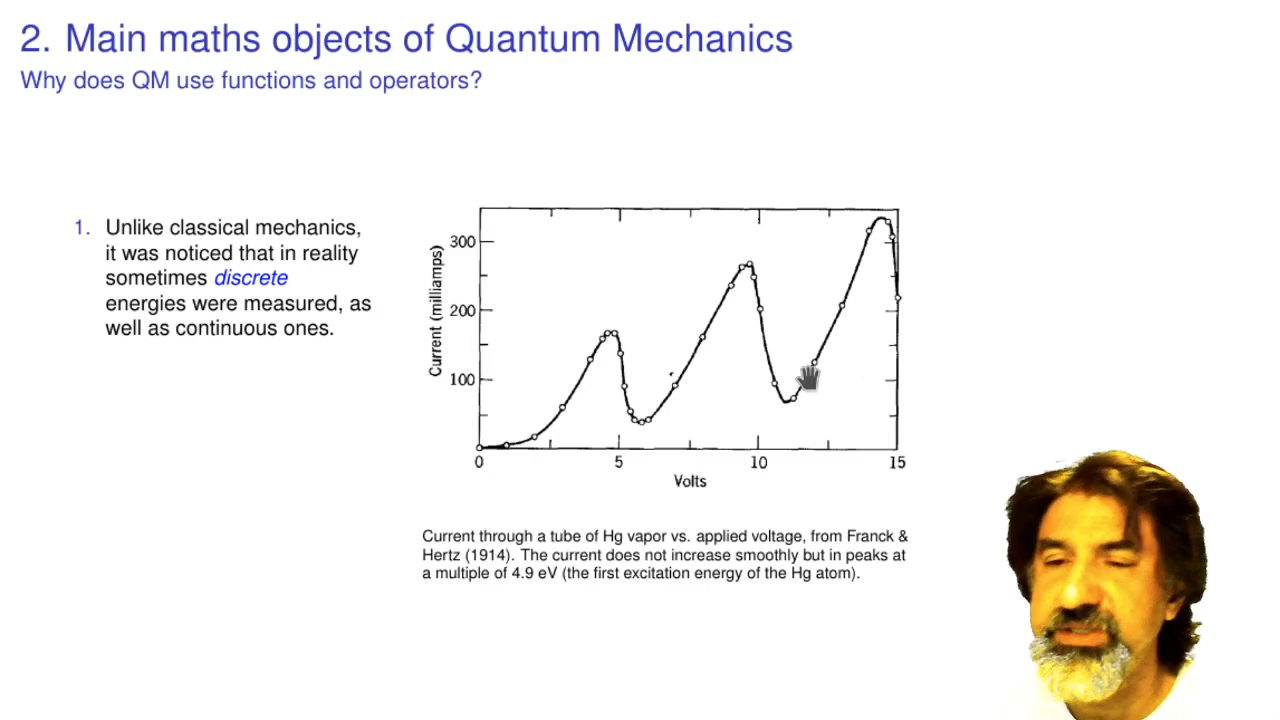 2. Main maths objects of Quantum Mechanics
Why does QM use functions and operators?
1. Unlike classical mechanics,
it was noticed that in reality
sometimes discrete
energies were measured, as
well as continuous ones.
Current (milliamps)
300
200
100
0
5
10
15
Volts
Current through a tube of Hg vapor vs. applied voltage, from Franck &
Hertz (1914). The current does not increase smoothly but in peaks at
a multiple of 4.9 eV (the first excitation energy of the Hg atom).